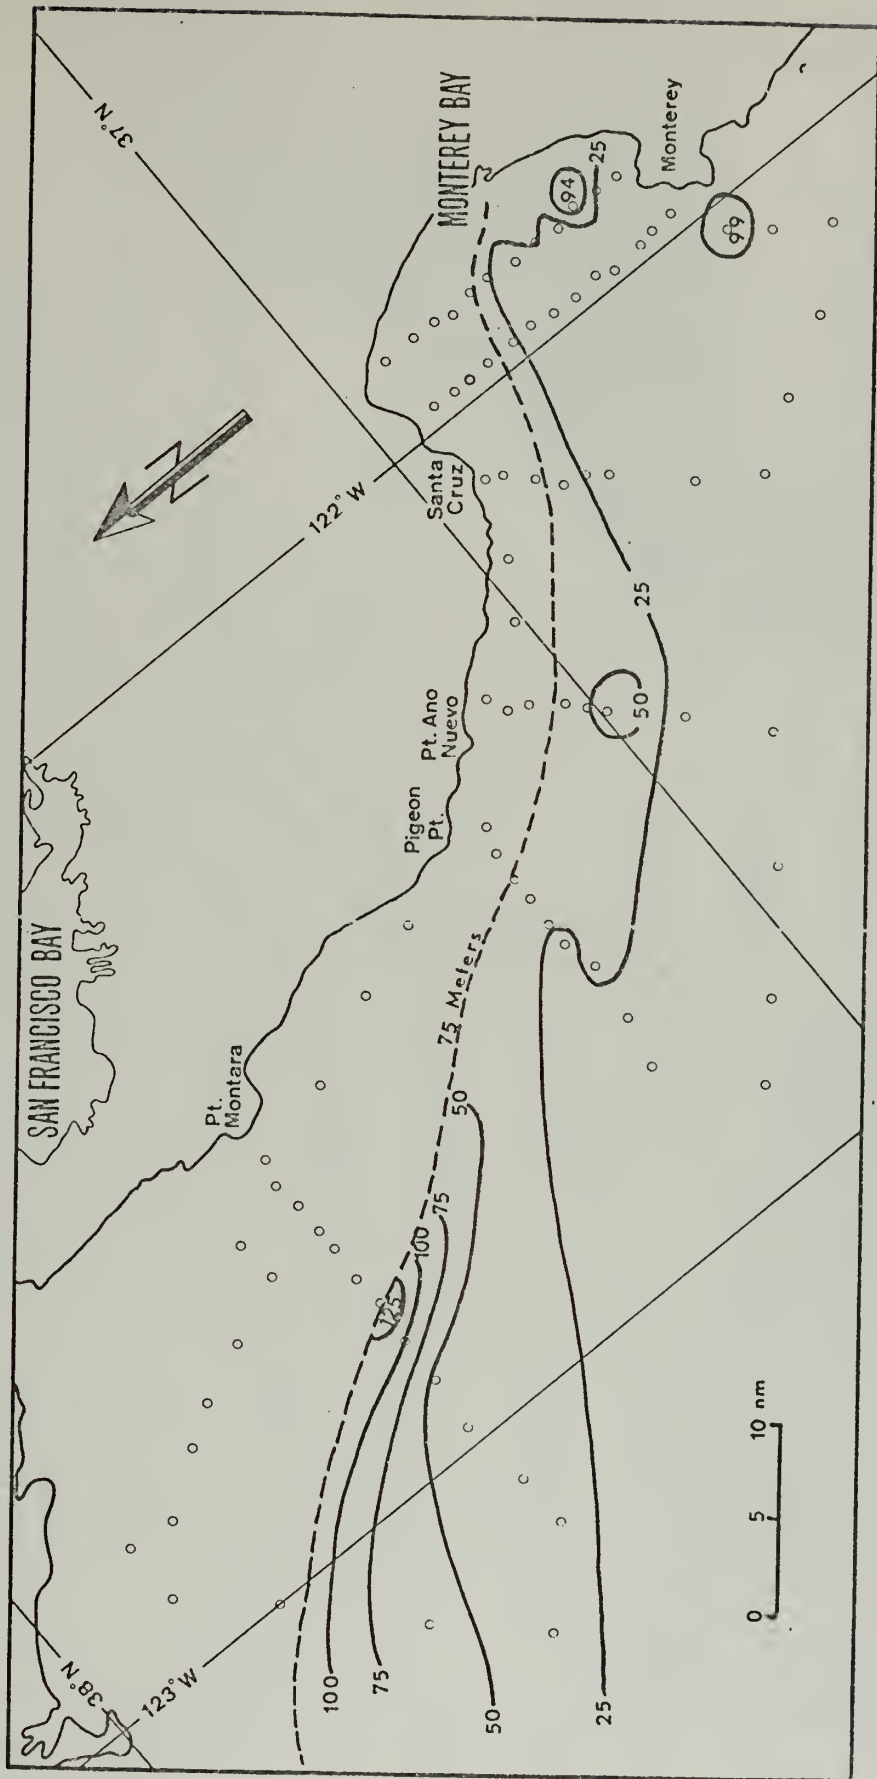 38°N
SAN FRANCISCO BAY
37°N
123°W
Pt.
Montara
N
122°W
Pigeon
Pt.
Pt. Ano
Nuevo
Santa
Cruz
MONTEREY BAY
Monterey
75 Meters
100
75
50
25
125
100
75
50
50
25
94
25
99
0
5
10 nm